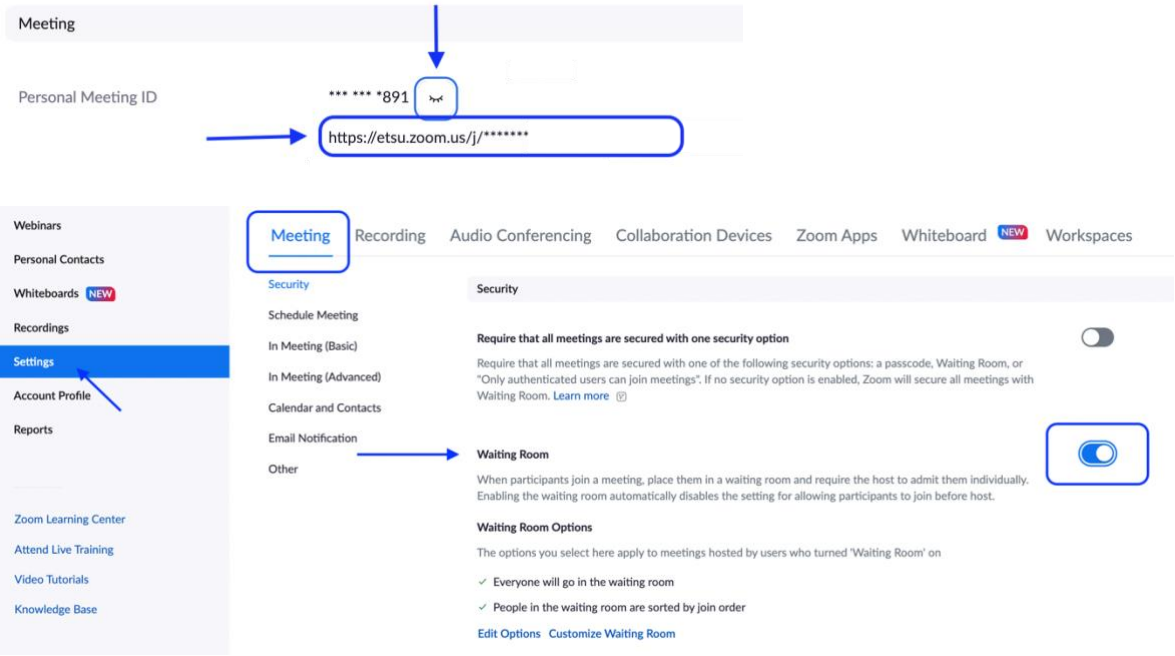 Meeting
Personal Meeting ID
*** *** *891
https://etsu.zoom.us/j/*******
Webinars
Personal Contacts
Whiteboards NEW
Recordings
Settings
Account Profile
Reports
Zoom Learning Center
Attend Live Training
Video Tutorials
Knowledge Base
Meeting Recording Audio Conferencing Collaboration Devices Zoom Apps Whiteboard NEW Workspaces
Security
Schedule Meeting
In Meeting (Basic)
In Meeting (Advanced)
Calendar and Contacts
Email Notification
Other
Security
Require that all meetings are secured with one security option
Require that all meetings are secured with one of the following security options: a passcode, Waiting Room, or
"Only authenticated users can join meetings". If no security option is enabled, Zoom will secure all meetings with
Waiting Room. Learn more
Waiting Room
When participants join a meeting, place them in a waiting room and require the host to admit them individually.
Enabling the waiting room automatically disables the setting for allowing participants to join before host.
Waiting Room Options
The options you select here apply to meetings hosted by users who turned 'Waiting Room' on
✓ Everyone will go in the waiting room
✓ People in the waiting room are sorted by join order
Edit Options Customize Waiting Room